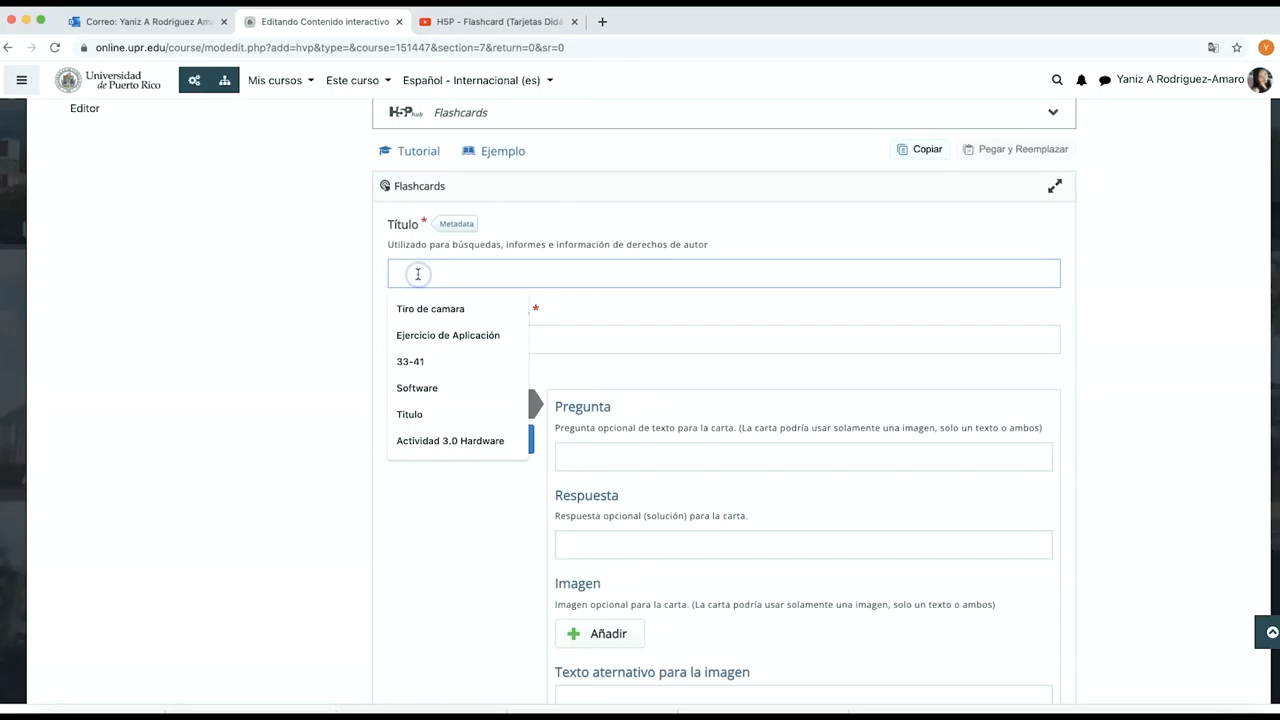 Correo: Yaniz A Rodriguez Ama
Editando Contenido interactivo
H5P - Flashcard (Tarjetas Didá
online.upr.edu/course/modedit.php?add=hvp&type=&course=151447&section=7&return=0&sr=0
Universidad
de Puerto Rico
Mis cursos
Este curso
Español - Internacional (es)
Yaniz A Rodriguez-Amaro
Editor
H5P hub
Flashcards
Tutorial
Ejemplo
Copiar
Pegar y Reemplazar
Flashcards
Título *
Metadata
Utilizado para búsquedas, informes e información de derechos de autor
Tiro de camara
*
Ejercicio de Aplicación
33-41
Software
Titulo
Actividad 3.0 Hardware
Pregunta
Pregunta opcional de texto para la carta. (La carta podría usar solamente una imagen, solo un texto o ambos)
Respuesta
Respuesta opcional (solución) para la carta.
Imagen
Imagen opcional para la carta. (La carta podría usar solamente una imagen, solo un texto o ambos)
Añadir
Texto aternativo para la imagen